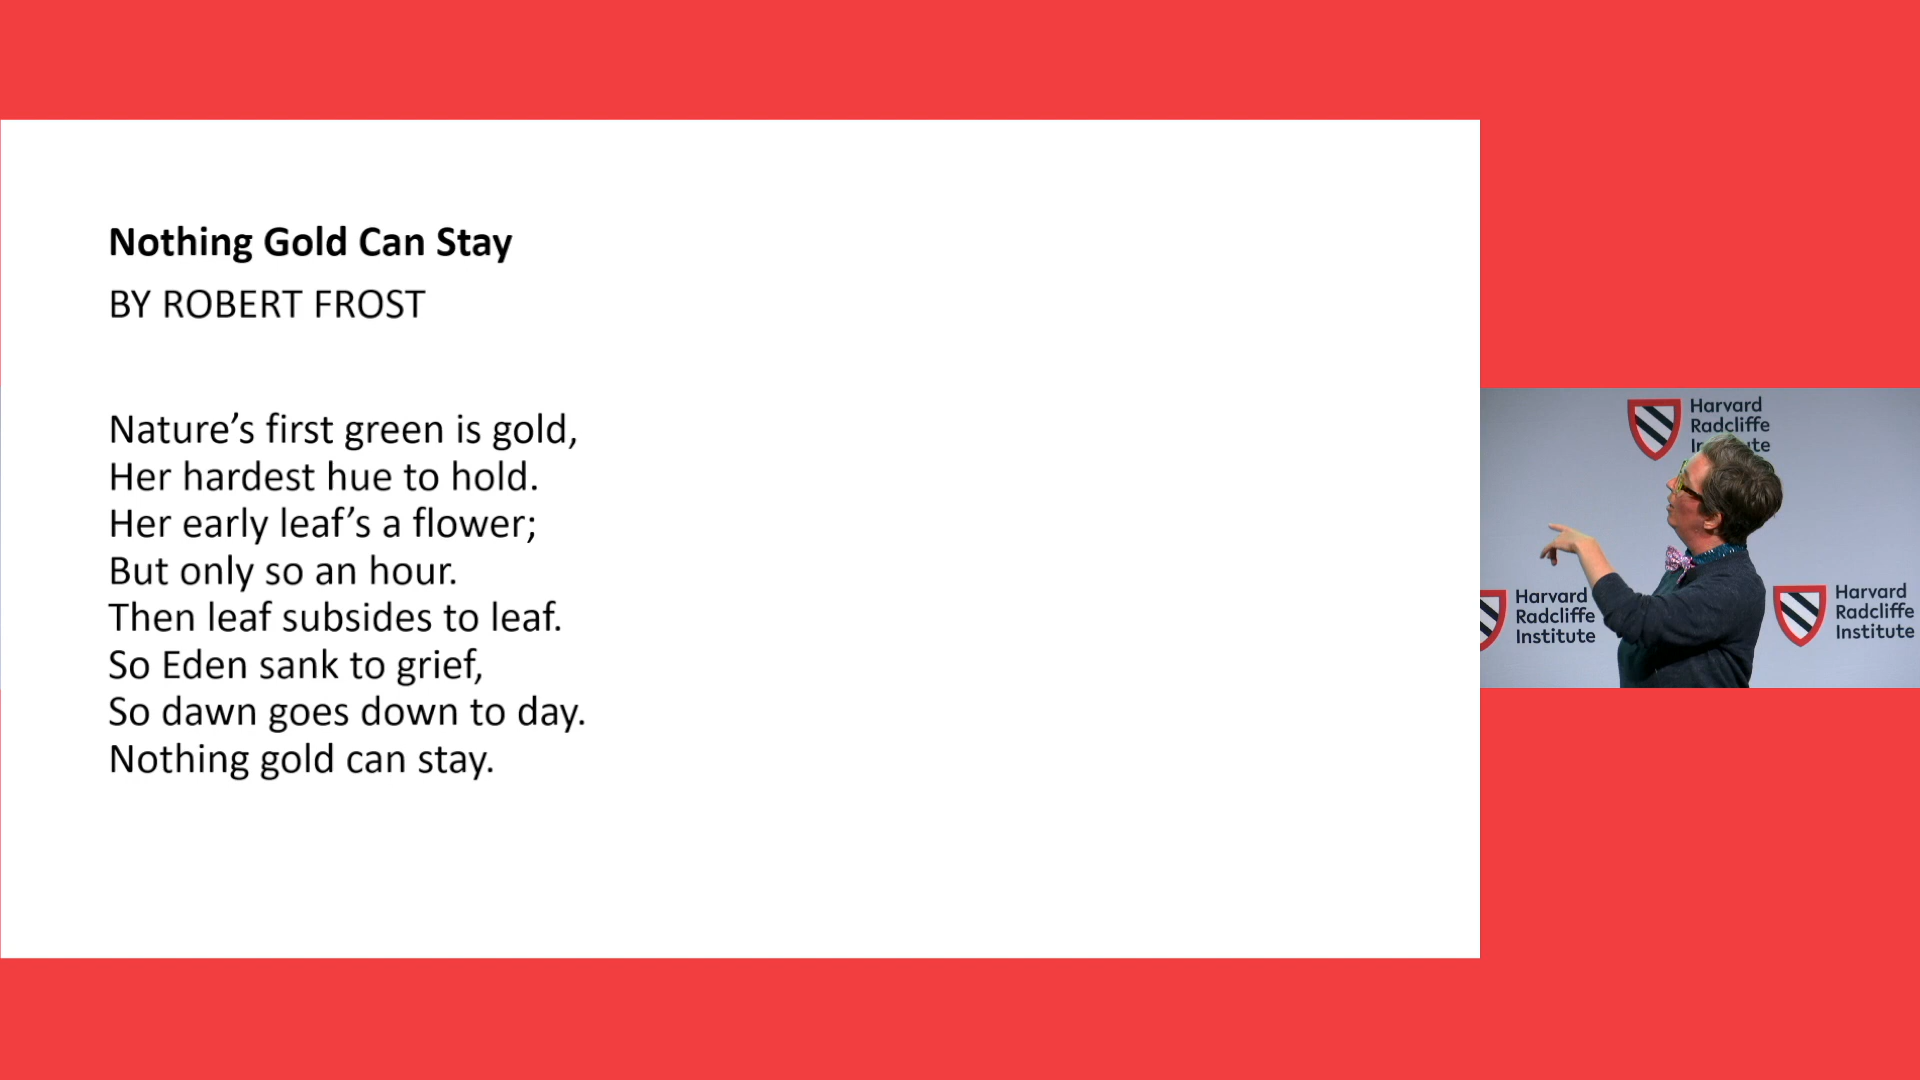 Nothing Gold Can Stay
BY ROBERT FROST
Nature’s first green is gold,
Her hardest hue to hold.
Her early leaf’s a flower;
But only so an hour.
Then leaf subsides to leaf.
So Eden sank to grief,
So dawn goes down to day.
Nothing gold can stay.
Harvard
Radcliffe
Institute
Harvard
Radcliffe
Institute
Harvard
Radcliffe
Institute